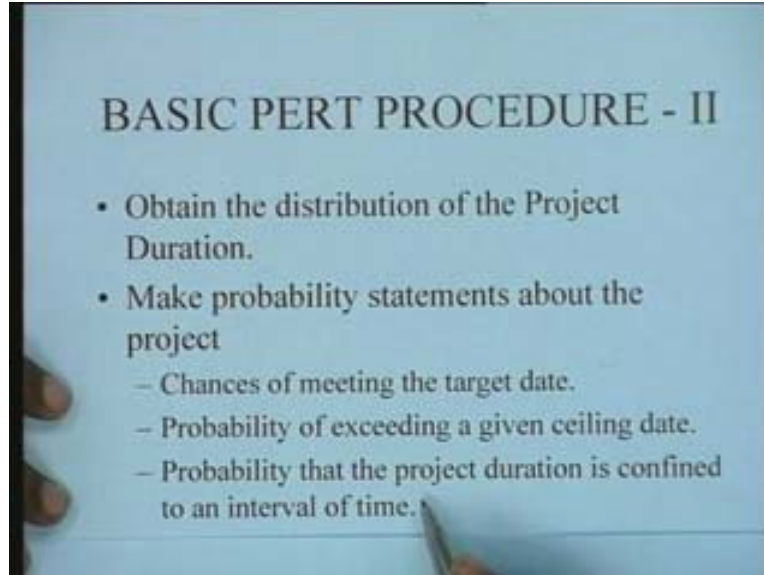 BASIC PERT PROCEDURE - II
• Obtain the distribution of the Project
Duration.
• Make probability statements about the
project
– Chances of meeting the target date.
– Probability of exceeding a given ceiling date.
– Probability that the project duration is confined
to an interval of time.